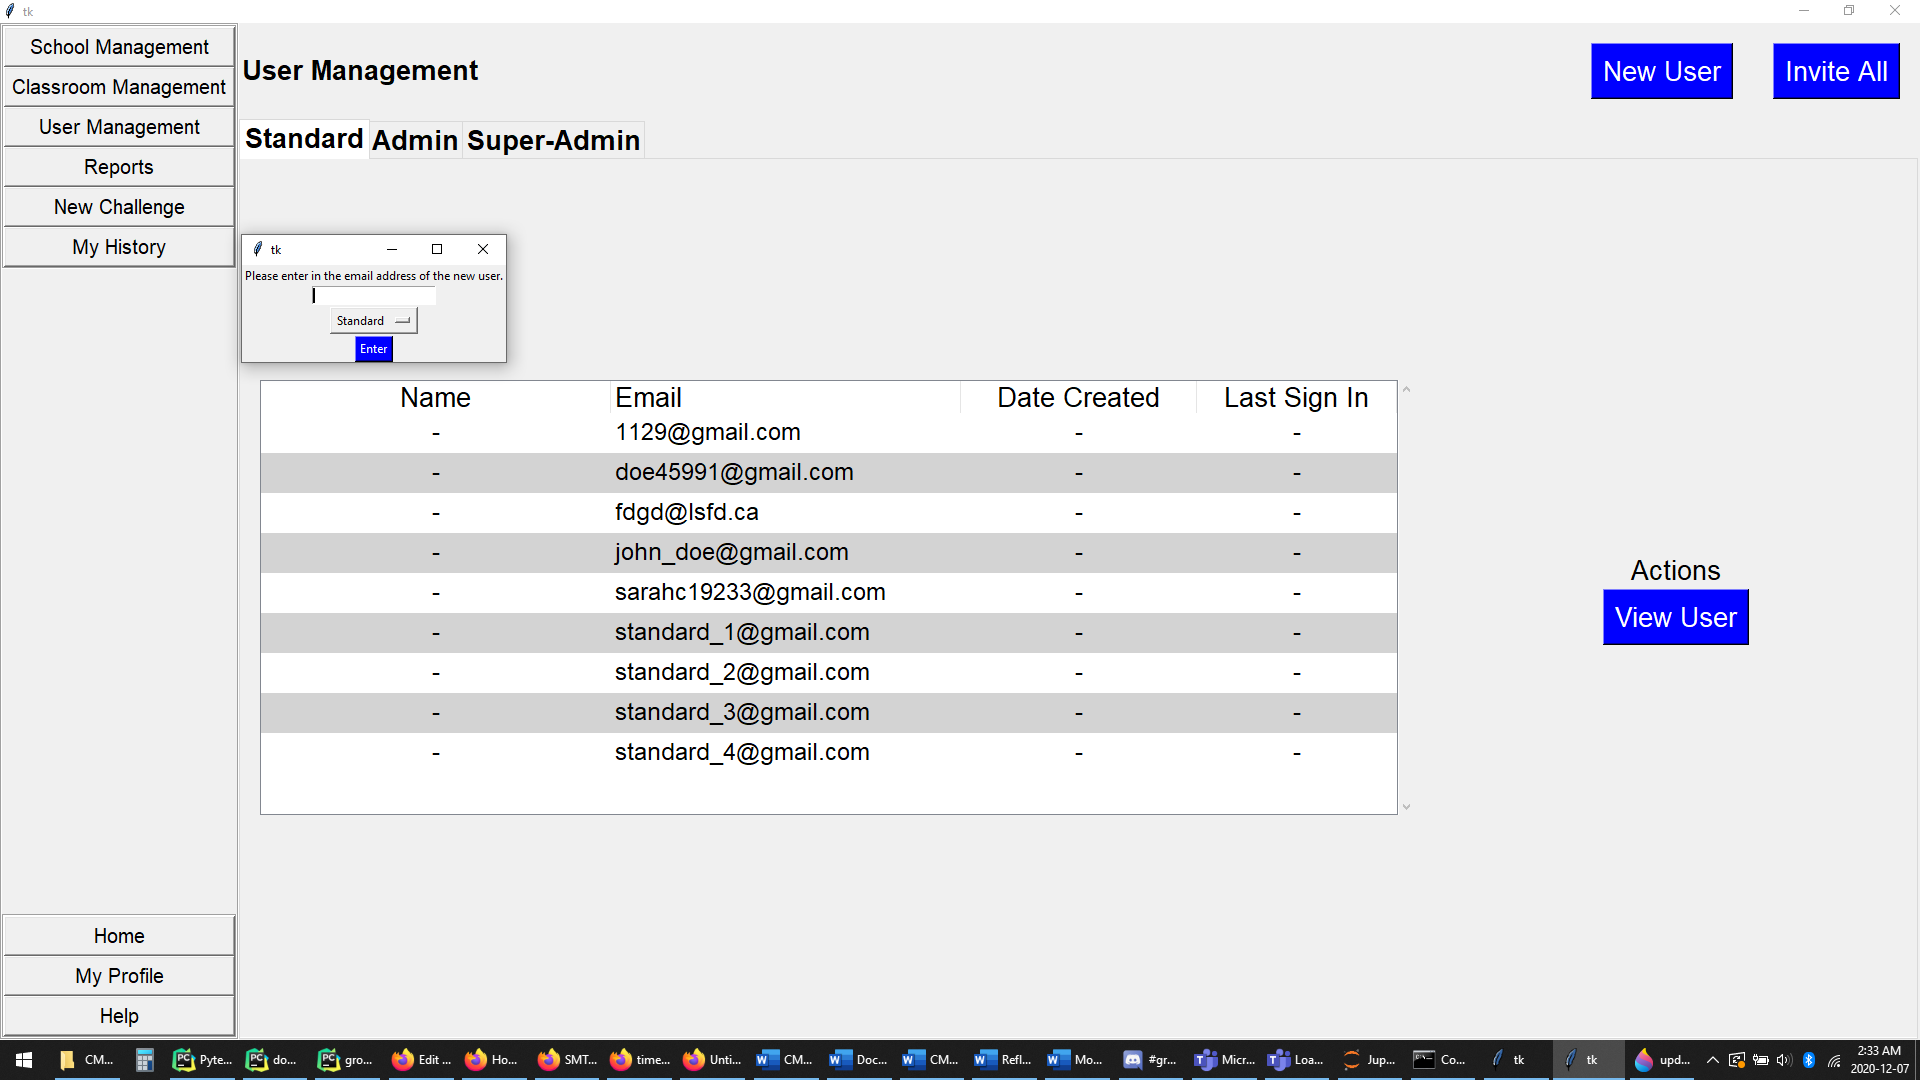 tk
School Management
Classroom Management
User Management
Reports
New Challenge
My History
User Management
New User
Invite All
Standard
Admin
Super-Admin
tk
Please enter in the email address of the new user.
Standard
Enter
Name Email Date Created Last Sign In
- 1129@gmail.com - -
- doe45991@gmail.com - -
- fdgd@lsfd.ca - -
- john_doe@gmail.com - -
- sarahc19233@gmail.com - -
- standard_1@gmail.com - -
- standard_2@gmail.com - -
- standard_3@gmail.com - -
- standard_4@gmail.com - -
Actions
View User
Home
My Profile
Help
CM... Pyte... do... gro... Edit ... Ho... SMT... time... Unti... CM... Doc... CM... Refl... Mo... #gr... Micr... Loa... Jup... Co... tk tk upd...
2:33 AM
2020-12-07